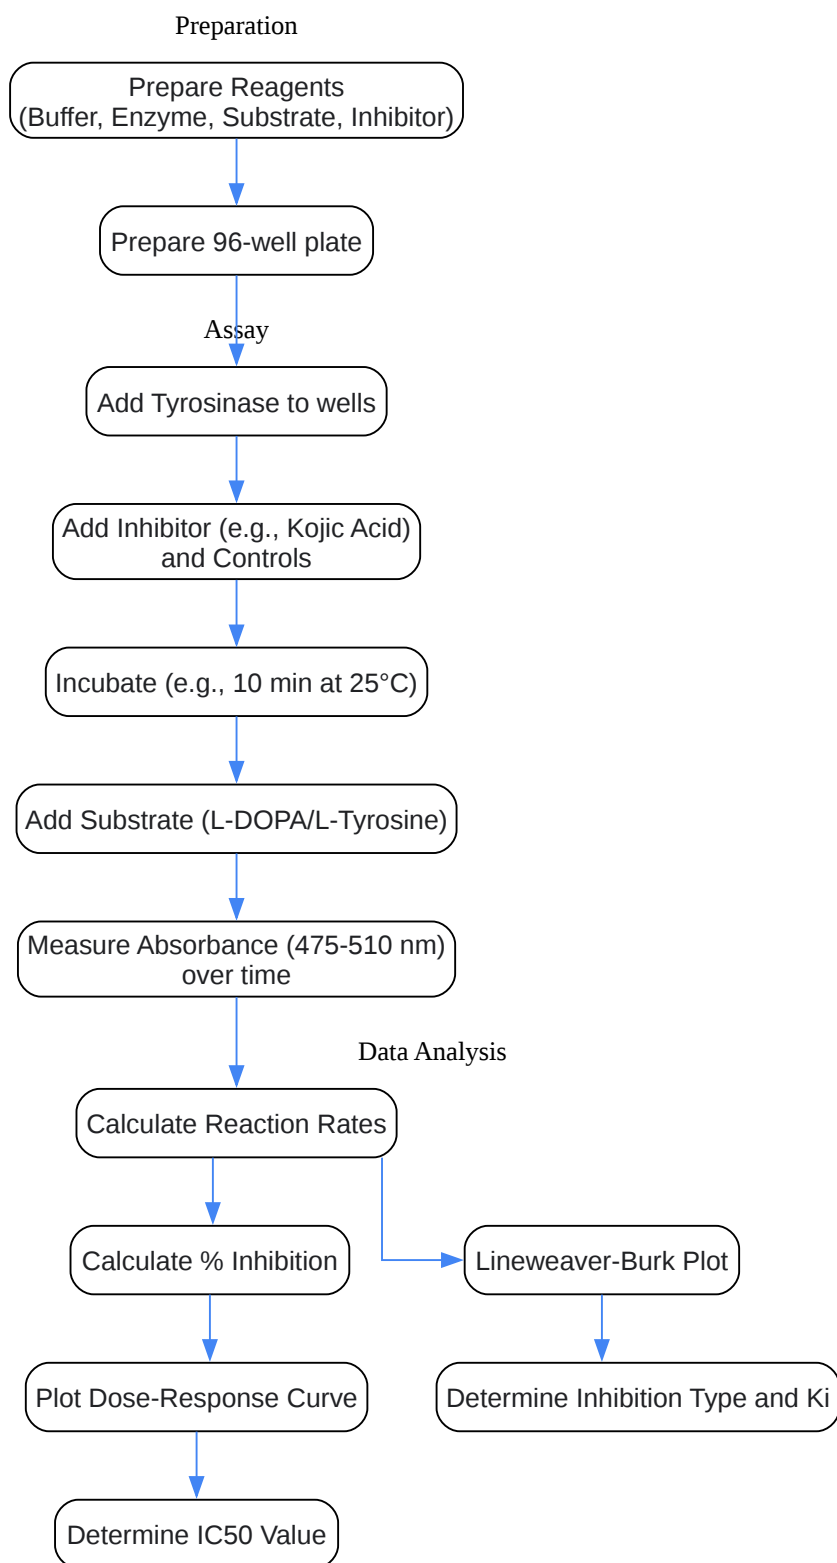 Preparation
Prepare Reagents
(Buffer, Enzyme, Substrate, Inhibitor)
Prepare 96-well plate
Assay
Add Tyrosinase to wells
Add Inhibitor (e.g., Kojic Acid)
and Controls
Incubate (e.g., 10 min at 25°C)
Add Substrate (L-DOPA/L-Tyrosine)
Measure Absorbance (475-510 nm)
over time
Data Analysis
Calculate Reaction Rates
Calculate % Inhibition
Lineweaver-Burk Plot
Plot Dose-Response Curve
Determine Inhibition Type and Ki
Determine IC50 Value